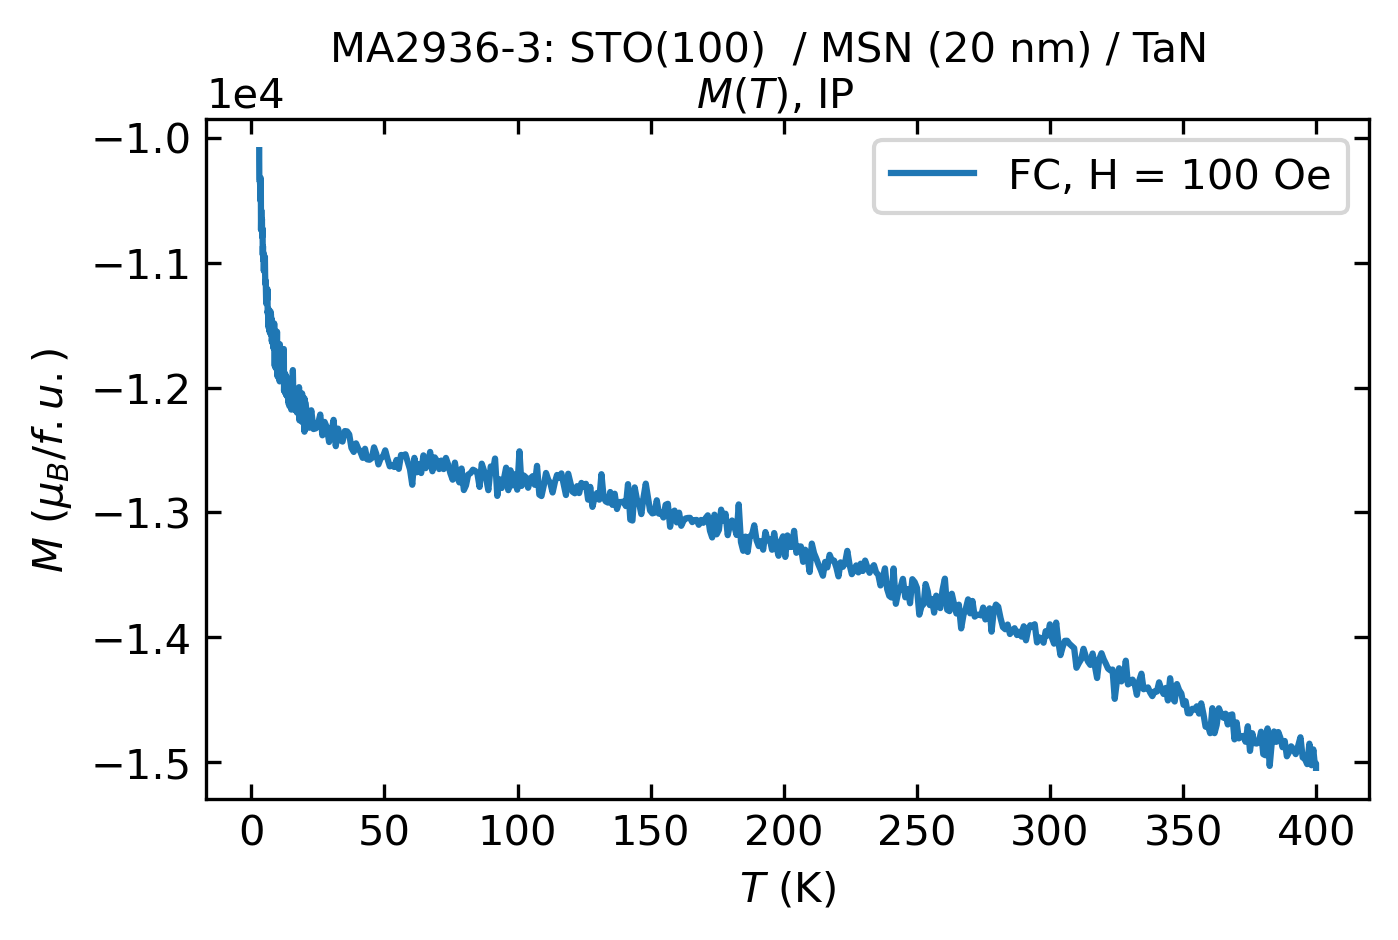 MA2936-3: STO(100)  / MSN (20 nm) / TaN
M(T), IP
1e4
−1.0
−1.1
−1.2
−1.3
−1.4
−1.5
M (μ_B/f. u. )
FC, H = 100 Oe
0 50 100 150 200 250 300 350 400
T (K)